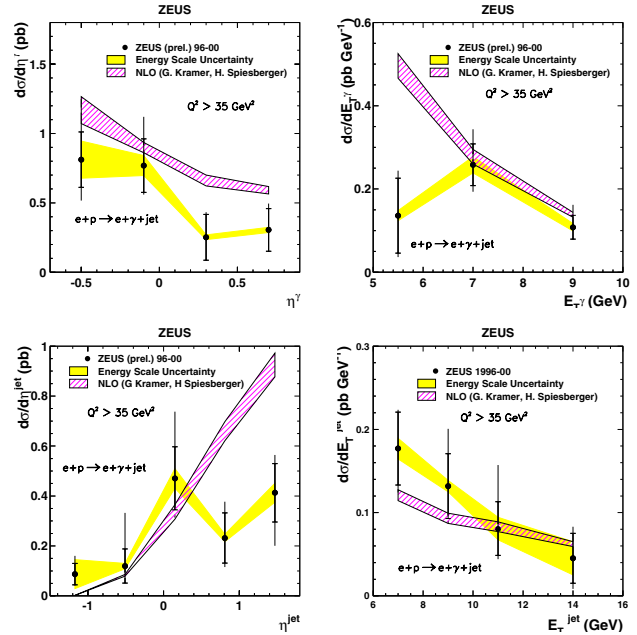 ZEUS
dσ/dη^γ (pb)
ZEUS (prel.) 96-00
Energy Scale Uncertainty
NLO (G. Kramer, H. Spiesberger)
Q² > 35 GeV²
e+p → e+γ+jet
0
0.5
1
1.5
-0.5
0
0.5
η^γ
ZEUS
dσ/dE_T^γ (pb GeV⁻¹)
ZEUS (prel.) 96-00
Energy Scale Uncertainty
NLO (G. Kramer, H. Spiesberger)
Q² > 35 GeV²
e+p → e+γ+jet
0
0.2
0.4
0.6
5
6
7
8
9
10
E_T^γ (GeV)
ZEUS
dσ/dη^jet (pb)
ZEUS (prel.) 96-00
Energy Scale Uncertainty
NLO (G Kramer, H Spiesberger)
Q² > 35 GeV²
e+p → e+γ+jet
0
0.2
0.4
0.6
0.8
1
-1
0
1
η^jet
ZEUS
dσ/dE_T^jet (pb GeV⁻¹)
ZEUS 1996-00
Energy Scale Uncertainty
NLO (G. Kramer, H. Spiesberger)
Q² > 35 GeV²
e+p → e+γ+jet
0
0.1
0.2
0.3
6
8
10
12
14
16
E_T^jet (GeV)